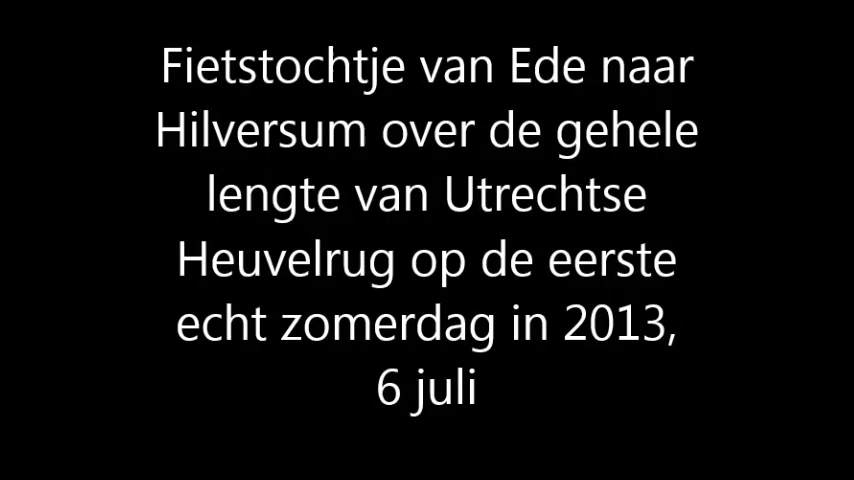 Fietstochtje van Ede naar
Hilversum over de gehele
lengte van Utrechtse
Heuvelrug op de eerste
echt zomerdag in 2013,
6 juli